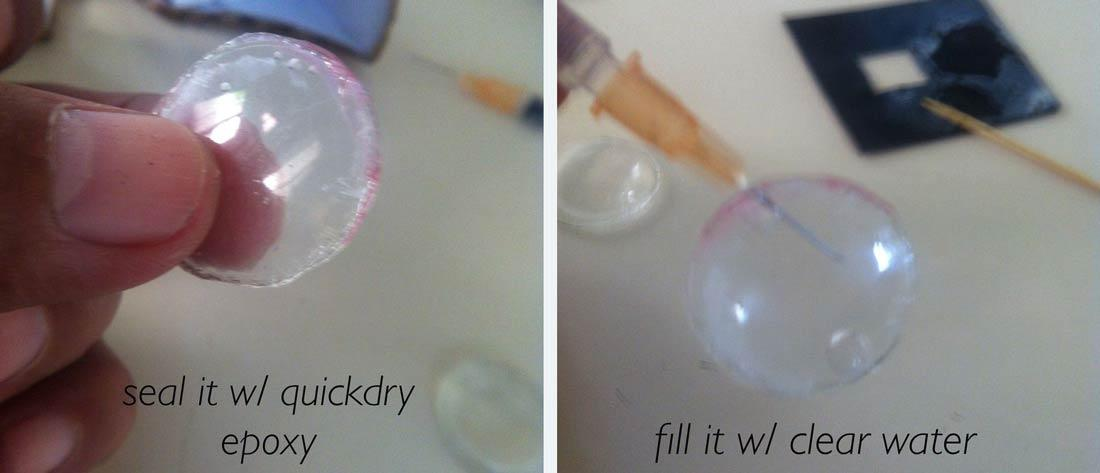 seal it w/ quickdry
epoxy
fill it w/ clear water